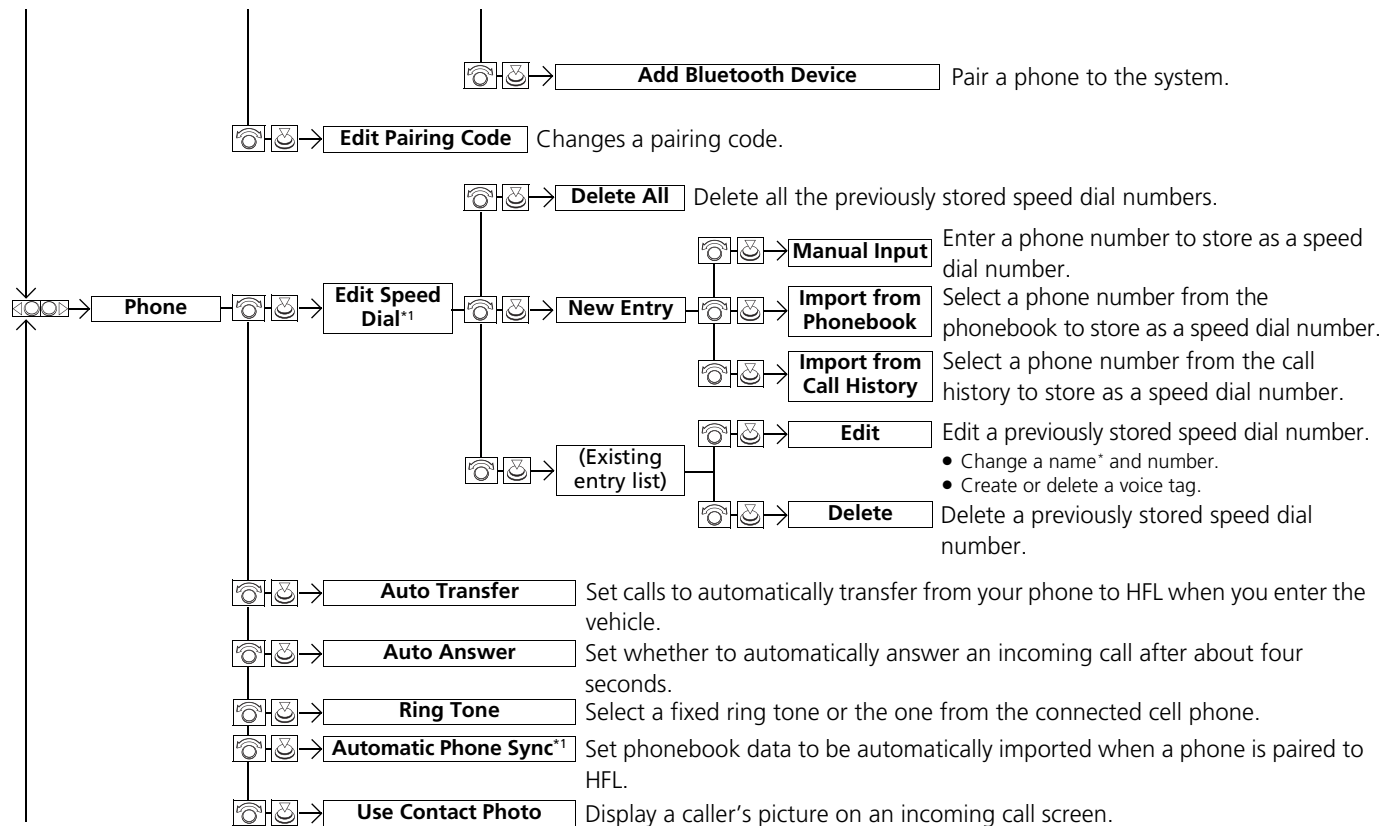 Add Bluetooth Device Pair a phone to the system.
Edit Pairing Code Changes a pairing code.
Delete All Delete all the previously stored speed dial numbers.
Manual Input Enter a phone number to store as a speed
dial number.
Phone
Edit Speed
Dial*1
New Entry
Import from
Phonebook
Select a phone number from the
phonebook to store as a speed dial number.
Import from
Call History
Select a phone number from the call
history to store as a speed dial number.
(Existing
entry list)
Edit Edit a previously stored speed dial number.
• Change a name* and number.
• Create or delete a voice tag.
Delete Delete a previously stored speed dial
number.
Auto Transfer Set calls to automatically transfer from your phone to HFL when you enter the
vehicle.
Auto Answer Set whether to automatically answer an incoming call after about four
seconds.
Ring Tone Select a fixed ring tone or the one from the connected cell phone.
Automatic Phone Sync*1 Set phonebook data to be automatically imported when a phone is paired to
HFL.
Use Contact Photo Display a caller's picture on an incoming call screen.